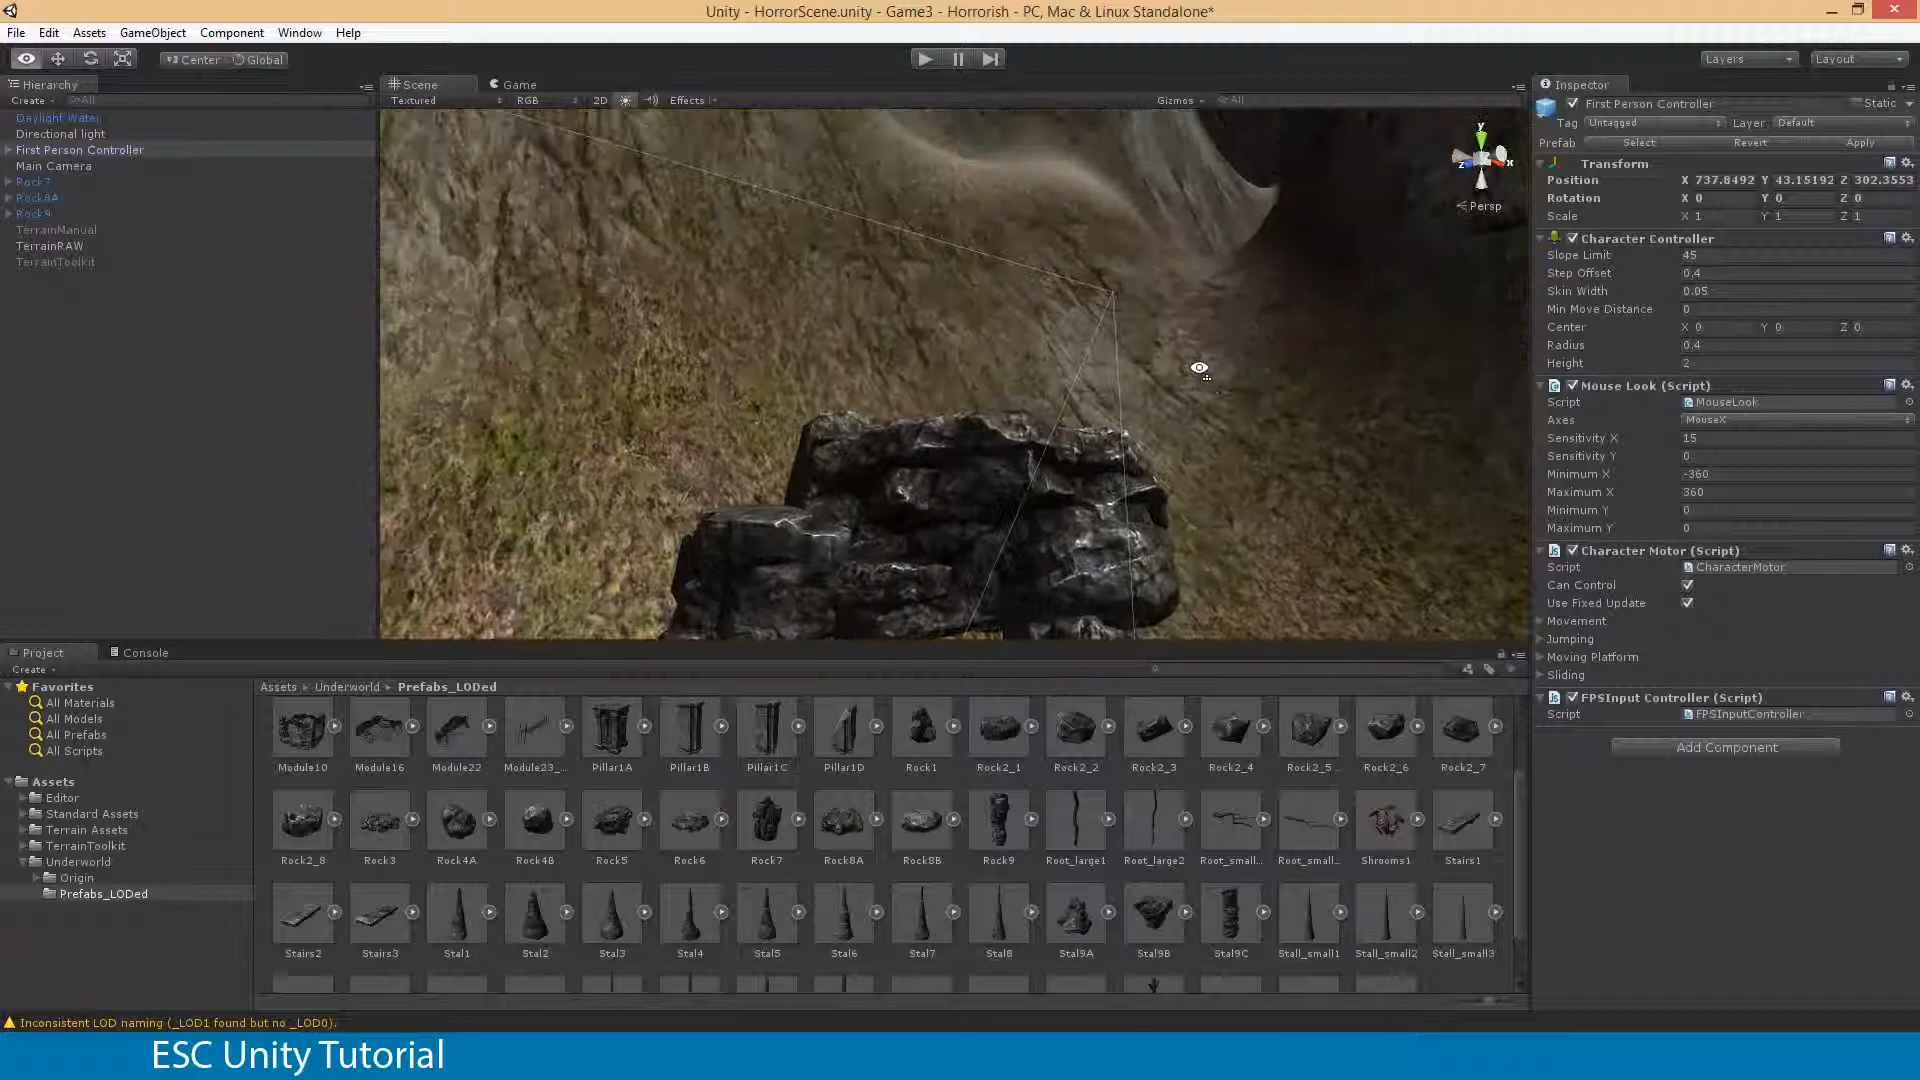 Unity - HorrorScene.unity - Game3 - Horrorish - PC, Mac & Linux Standalone*
File Edit Assets GameObject Component Window Help
Center Global Layers Layout
Hierarchy
Create All
Daylight Water
Directional light
First Person Controller
Main Camera
Rock7
Rock8A
Rock9
TerrainManual
TerrainRAW
TerrainToolkit
Scene Game
Textured RGB 2D Effects Gizmos All
y
z x
Persp
Inspector
First Person Controller Static
Tag Untagged Layer Default
Prefab Select Revert Apply
Transform
Position X 737.8492 Y 43.15192 Z 302.3553
Rotation X 0 Y 0 Z 0
Scale X 1 Y 1 Z 1
Character Controller
Slope Limit 45
Step Offset 0.4
Skin Width 0.05
Min Move Distance 0
Center X 0 Y 0 Z 0
Radius 0.4
Height 2
Mouse Look (Script)
Script MouseLook
Axes MouseX
Sensitivity X 15
Sensitivity Y 0
Minimum X -360
Maximum X 360
Minimum Y 0
Maximum Y 0
Character Motor (Script)
Script CharacterMotor
Can Control
Use Fixed Update
Movement
Jumping
Moving Platform
Sliding
FPSInput Controller (Script)
Script FPSInputController
Add Component
Project Console
Create
Favorites
All Materials
All Models
All Prefabs
All Scripts
Assets
Editor
Standard Assets
Terrain Assets
TerrainToolkit
Underworld
Origin
Prefabs_LODed
Assets Underworld Prefabs_LODed
Module10 Module16 Module22 Module23_... Pillar1A Pillar1B Pillar1C Pillar1D Rock1 Rock2_1 Rock2_2 Rock2_3 Rock2_4 Rock2_5 Rock2_6 Rock2_7
Rock2_8 Rock3 Rock4A Rock4B Rock5 Rock6 Rock7 Rock8A Rock8B Rock9 Root_large1 Root_large2 Root_small... Root_small... Shrooms1 Stairs1
Stairs2 Stairs3 Stal1 Stal2 Stal3 Stal4 Stal5 Stal6 Stal7 Stal8 Stal9A Stal9B Stal9C Stall_small1 Stall_small2 Stall_small3
Inconsistent LOD naming (_LOD1 found but no _LOD0).
ESC Unity Tutorial